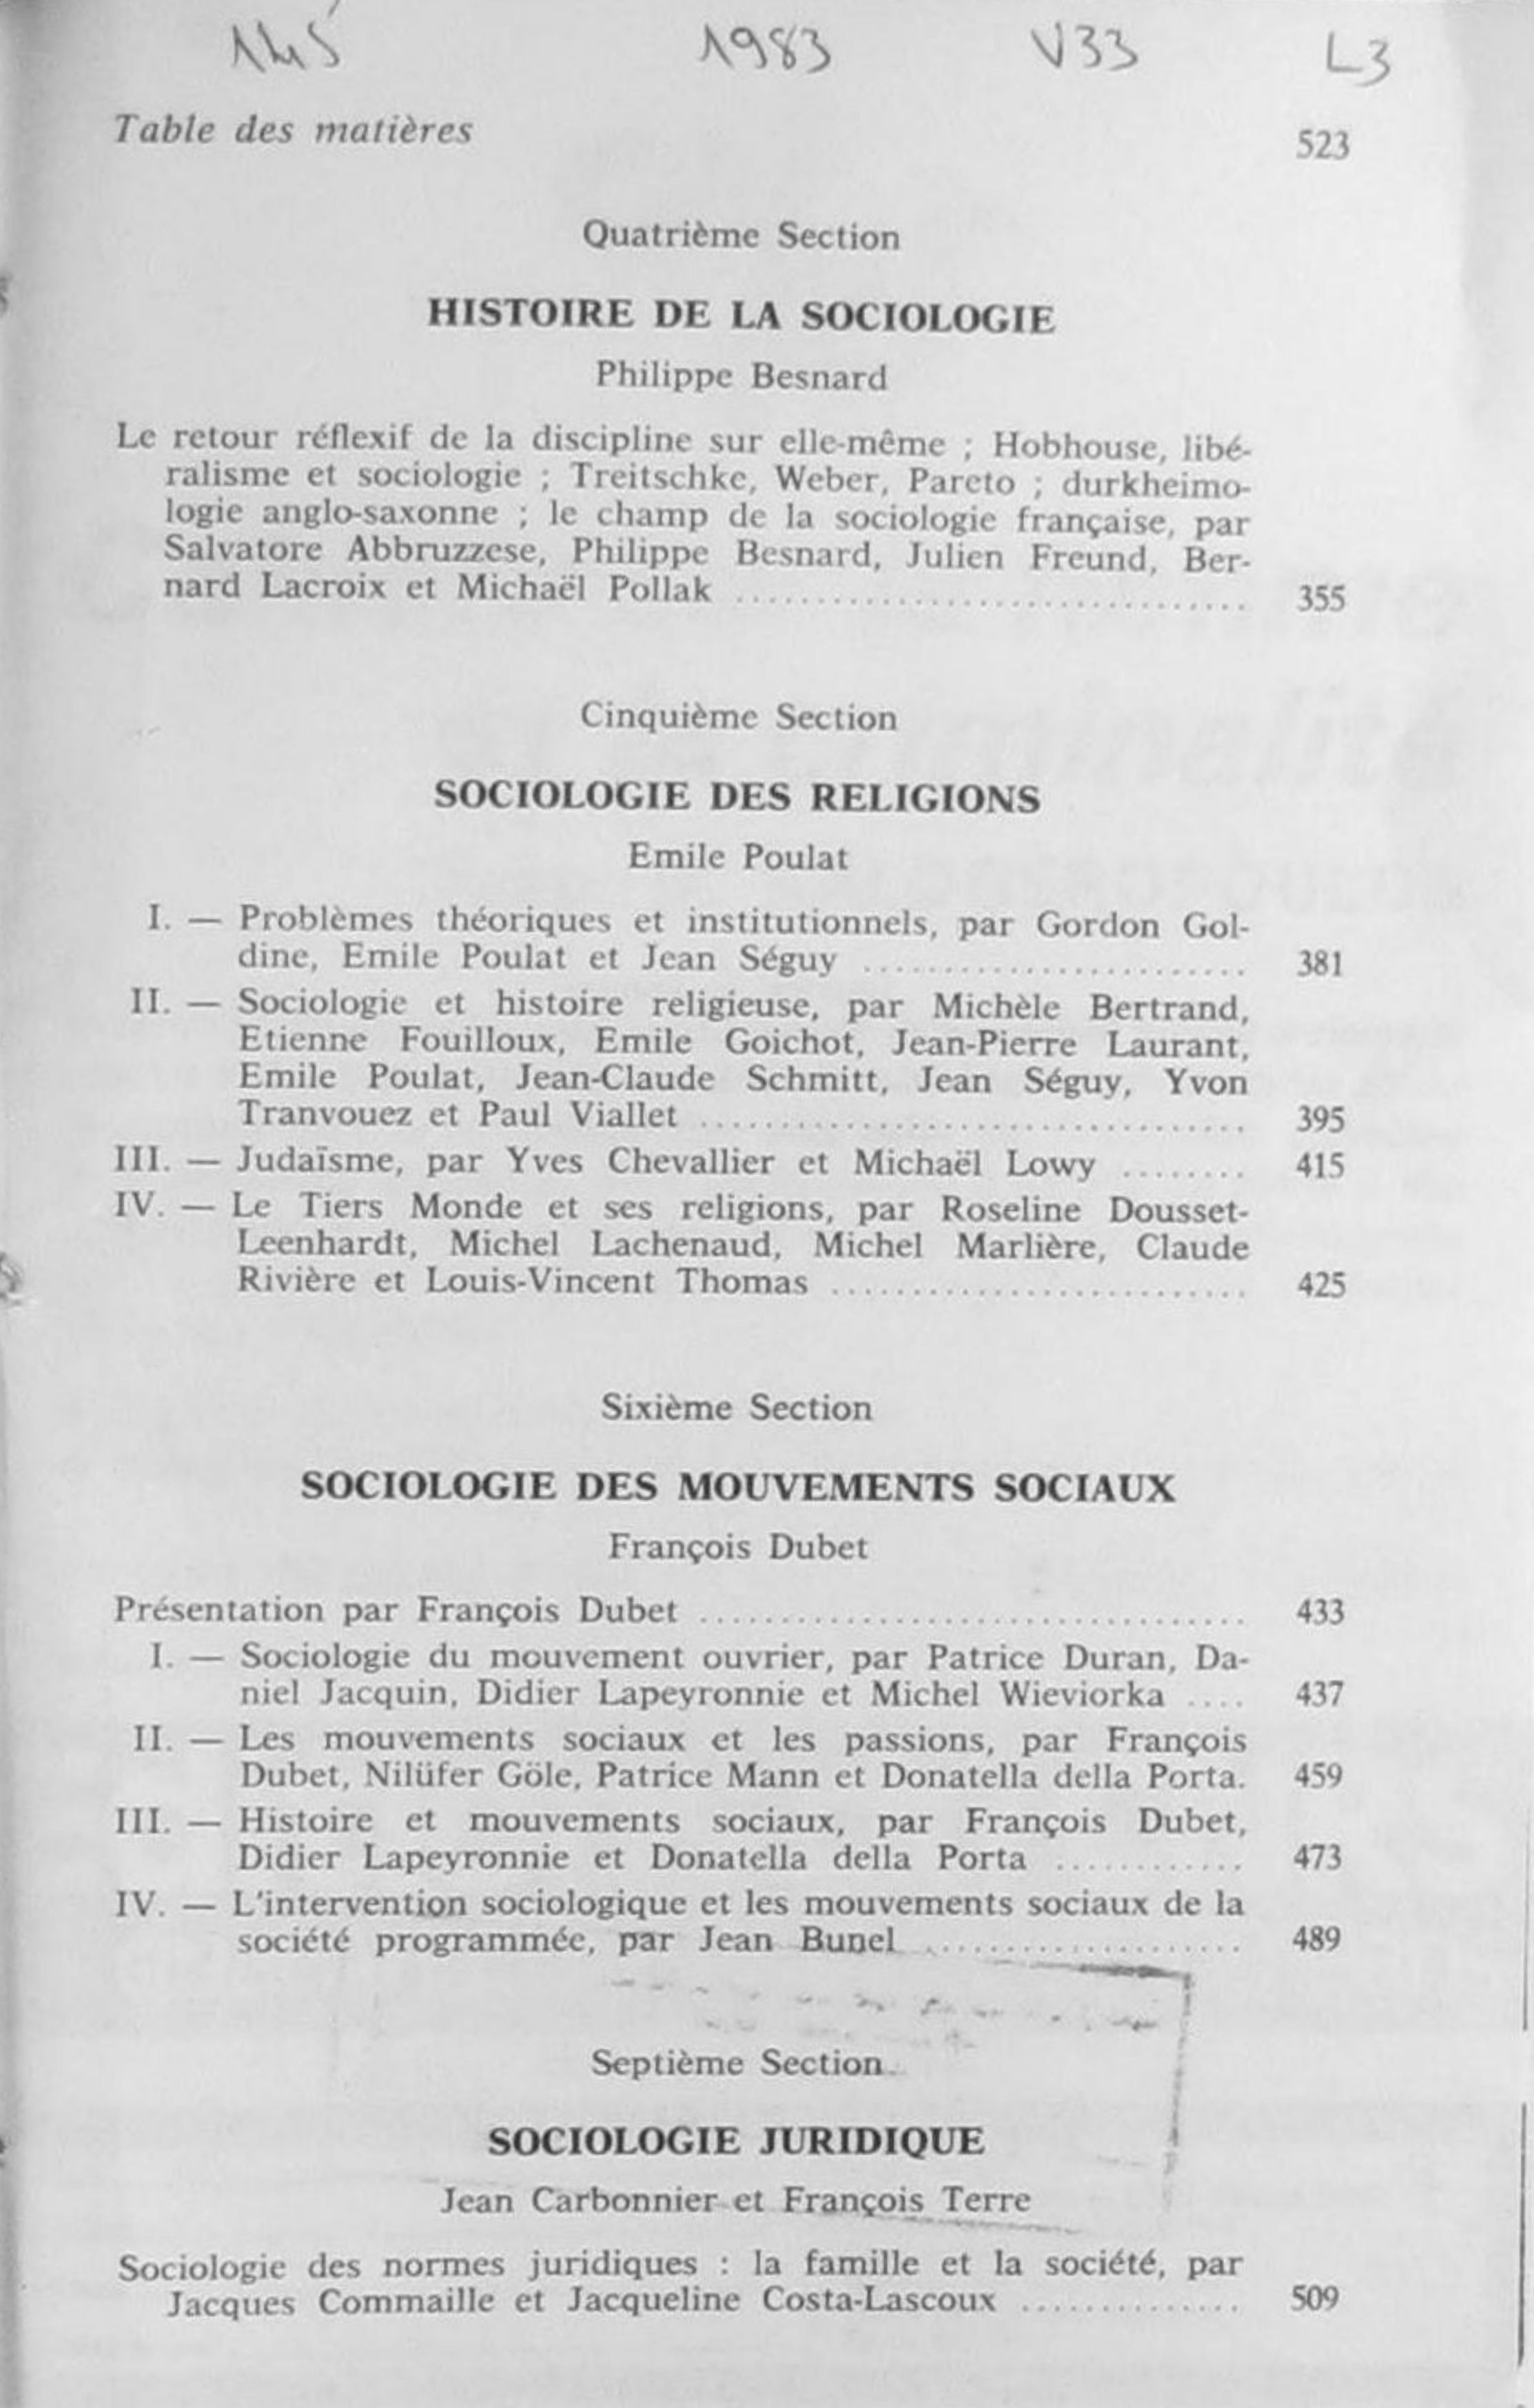 145 1983 V33 L3
Table des matières 523
Quatrième Section
HISTOIRE DE LA SOCIOLOGIE
Philippe Besnard
Le retour réflexif de la discipline sur elle-même ; Hobhouse, libé-
ralisme et sociologie ; Treitschke, Weber, Pareto ; durkheimo-
logie anglo-saxonne ; le champ de la sociologie française, par
Salvatore Abbruzzese, Philippe Besnard, Julien Freund, Ber-
nard Lacroix et Michaël Pollak ................................ 355
Cinquième Section
SOCIOLOGIE DES RELIGIONS
Emile Poulat
I. — Problèmes théoriques et institutionnels, par Gordon Gol-
dine, Emile Poulat et Jean Séguy ........................ 381
II. — Sociologie et histoire religieuse, par Michèle Bertrand,
Etienne Fouilloux, Emile Goichot, Jean-Pierre Laurant,
Emile Poulat, Jean-Claude Schmitt, Jean Séguy, Yvon
Tranvouez et Paul Viallet .................................. 395
III. — Judaïsme, par Yves Chevallier et Michaël Lowy ........ 415
IV. — Le Tiers Monde et ses religions, par Roseline Dousset-
Leenhardt, Michel Lachenaud, Michel Marlière, Claude
Rivière et Louis-Vincent Thomas .......................... 425
Sixième Section
SOCIOLOGIE DES MOUVEMENTS SOCIAUX
François Dubet
Présentation par François Dubet .................................. 433
I. — Sociologie du mouvement ouvrier, par Patrice Duran, Da-
niel Jacquin, Didier Lapeyronnie et Michel Wieviorka .... 437
II. — Les mouvements sociaux et les passions, par François
Dubet, Nilüfer Göle, Patrice Mann et Donatella della Porta. 459
III. — Histoire et mouvements sociaux, par François Dubet,
Didier Lapeyronnie et Donatella della Porta ............ 473
IV. — L'intervention sociologique et les mouvements sociaux de la
société programmée, par Jean Bunel .................... 489
Septième Section
SOCIOLOGIE JURIDIQUE
Jean Carbonnier et François Terre
Sociologie des normes juridiques : la famille et la société, par
Jacques Commaille et Jacqueline Costa-Lascoux .............. 509